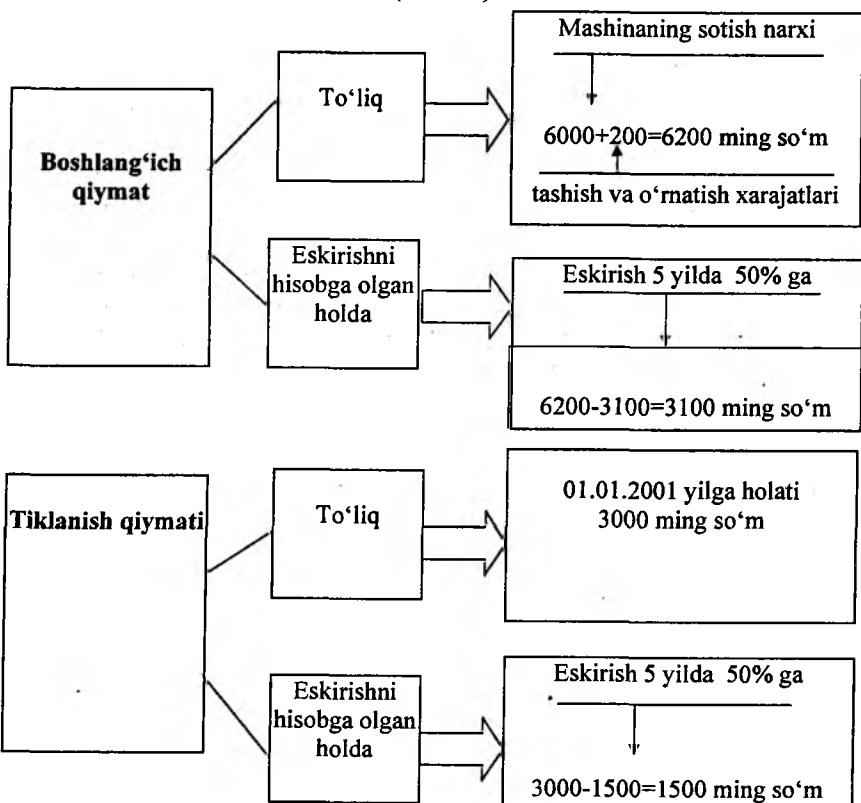 Mashinaning sotish narxi
To‘liq
6000+200=6200 ming so‘m
Boshlang‘ich
qiymat
tashish va o‘rnatish xarajatlari
Eskirishni
hisobga olgan
holda
Eskirish 5 yilda 50% ga
6200-3100=3100 ming so‘m
Tiklanish qiymati
To‘liq
01.01.2001 yilga holati
3000 ming so‘m
Eskirishni
hisobga olgan
holda
Eskirish 5 yilda 50% ga
3000-1500=1500 ming so‘m